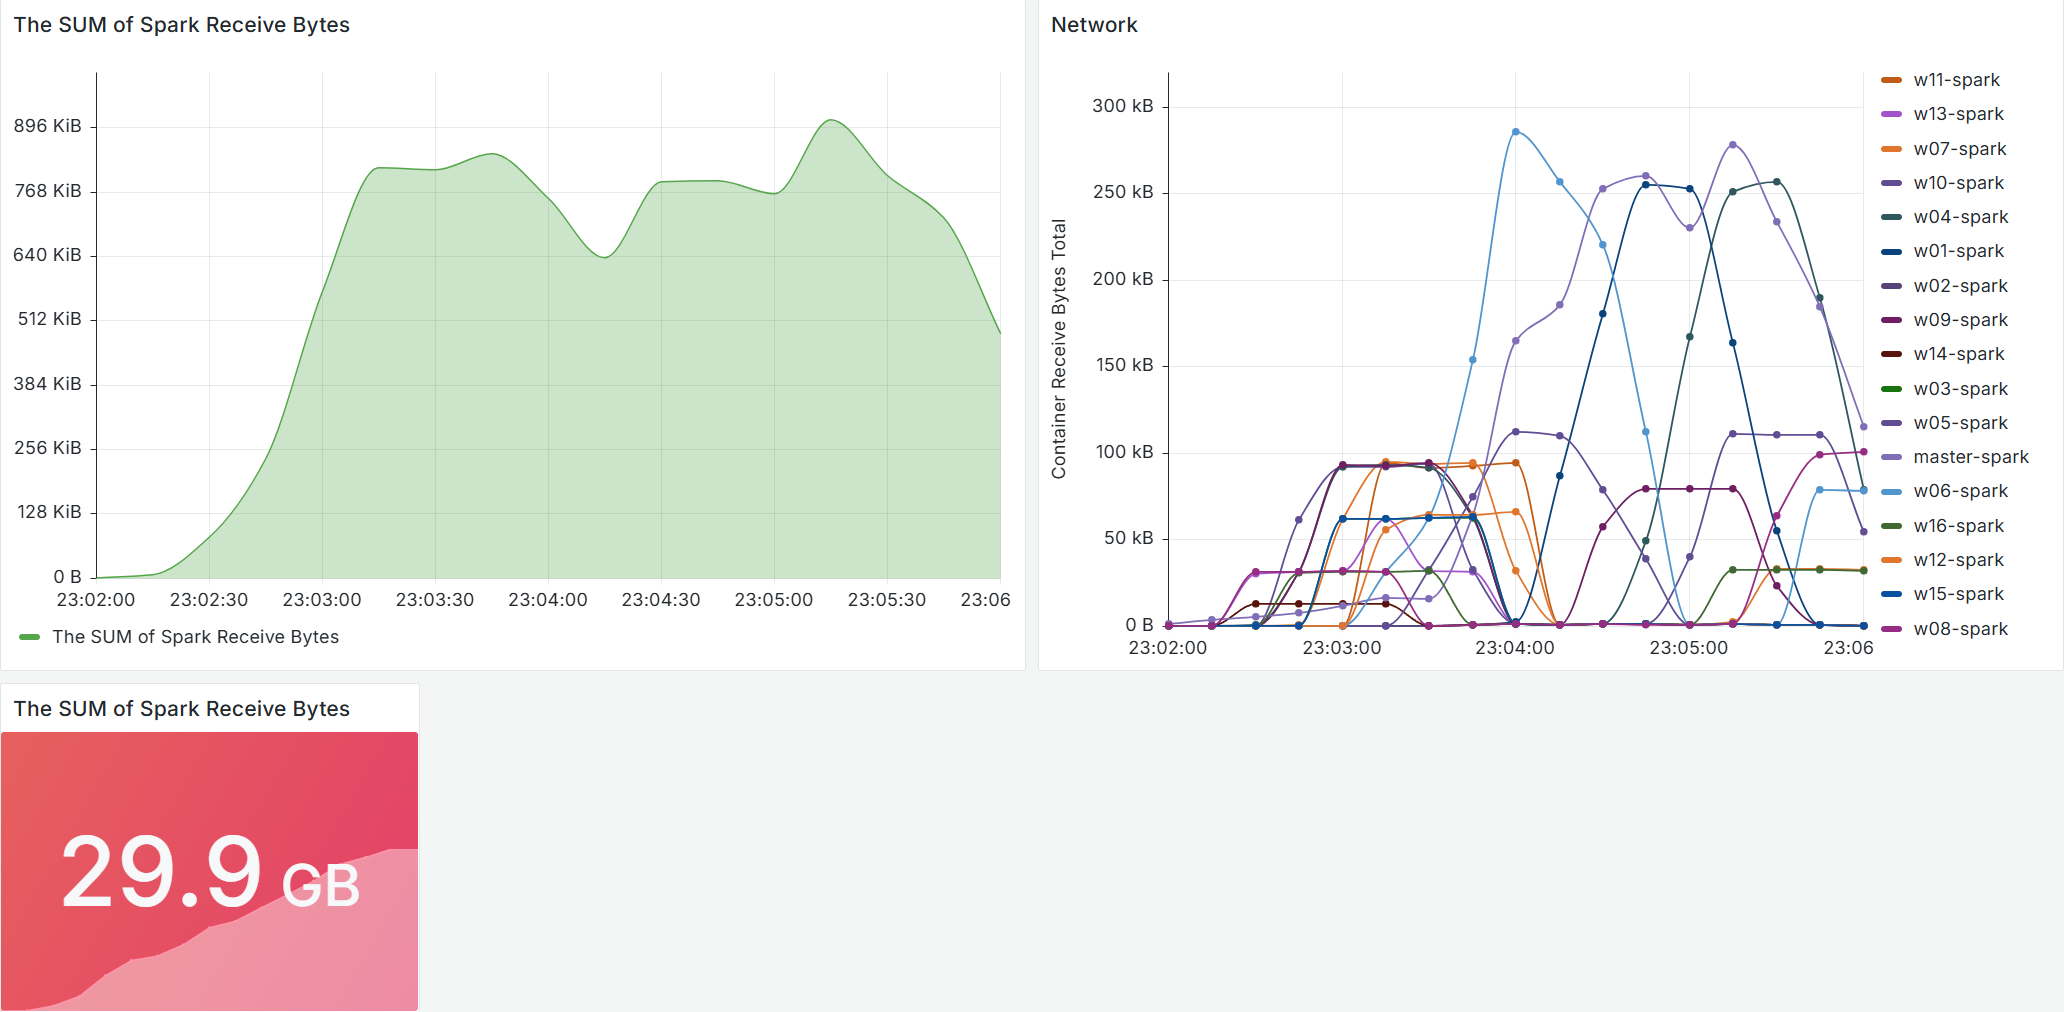 The SUM of Spark Receive Bytes
896 KiB
768 KiB
640 KiB
512 KiB
384 KiB
256 KiB
128 KiB
0 B
23:02:00 23:02:30 23:03:00 23:03:30 23:04:00 23:04:30 23:05:00 23:05:30 23:06
The SUM of Spark Receive Bytes
Network
Container Receive Bytes Total
300 kB
250 kB
200 kB
150 kB
100 kB
50 kB
0 B
23:02:00 23:03:00 23:04:00 23:05:00 23:06
w11-spark
w13-spark
w07-spark
w10-spark
w04-spark
w01-spark
w02-spark
w09-spark
w14-spark
w03-spark
w05-spark
master-spark
w06-spark
w16-spark
w12-spark
w15-spark
w08-spark
The SUM of Spark Receive Bytes
29.9 GB